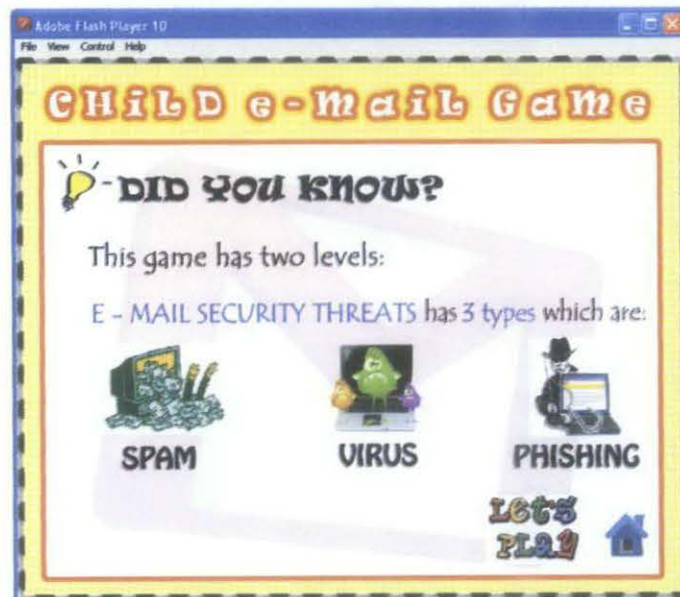 Adobe Flash Player 10
File View Control Help
CHiLD e-mail Game
DID YOU KNOW?
This game has two levels:
E - MAIL SECURITY THREATS has 3 types which are:
SPAM VIRUS PHISHING
LET'S
PLAY